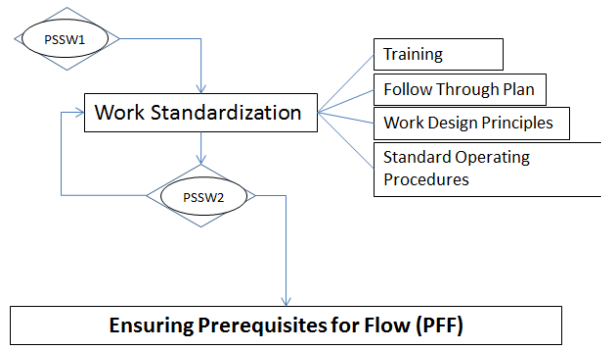 PSSW1
Training
Follow Through Plan
Work Standardization
Work Design Principles
Standard Operating
Procedures
PSSW2
Ensuring Prerequisites for Flow (PFF)